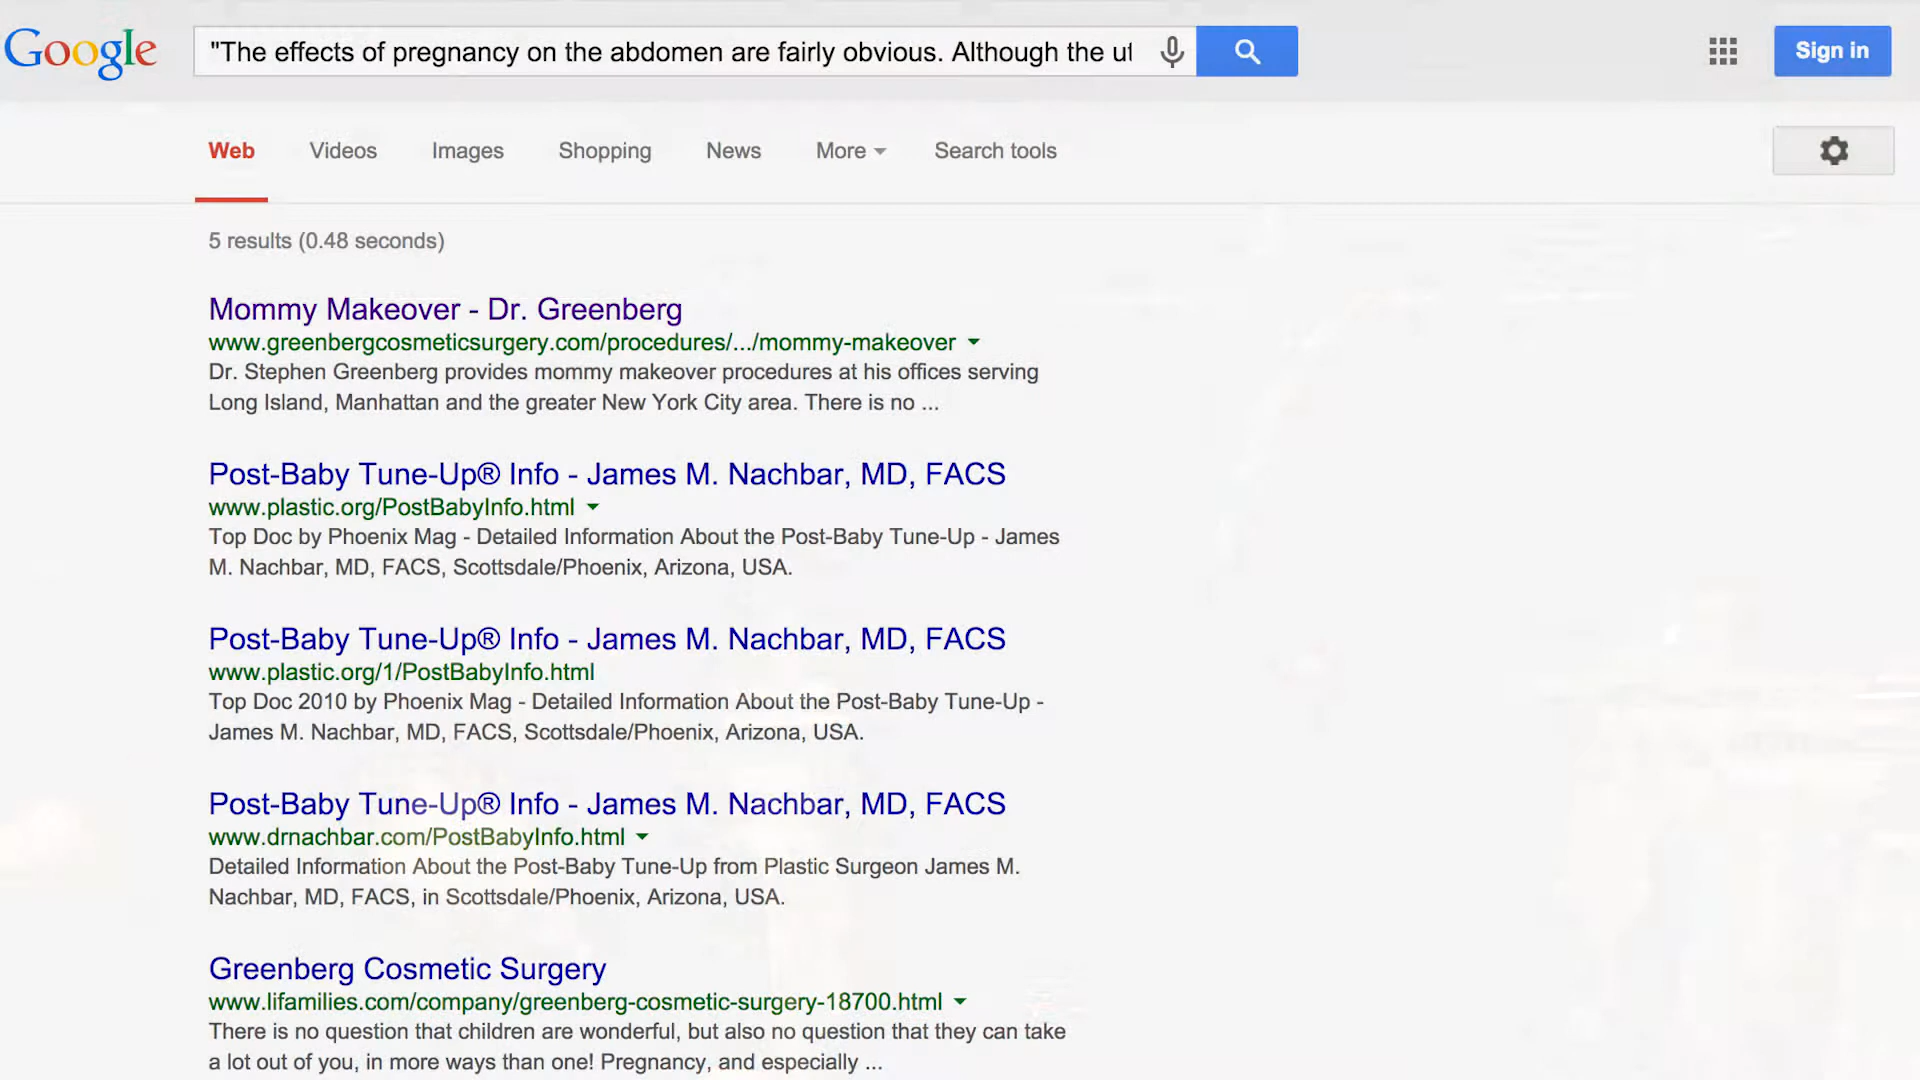 Google "The effects of pregnancy on the abdomen are fairly obvious. Although the ut Sign in
Web Videos Images Shopping News More Search tools
5 results (0.48 seconds)
Mommy Makeover - Dr. Greenberg
www.greenbergcosmeticsurgery.com/procedures/.../mommy-makeover
Dr. Stephen Greenberg provides mommy makeover procedures at his offices serving
Long Island, Manhattan and the greater New York City area. There is no ...
Post-Baby Tune-Up® Info - James M. Nachbar, MD, FACS
www.plastic.org/PostBabyInfo.html
Top Doc by Phoenix Mag - Detailed Information About the Post-Baby Tune-Up - James
M. Nachbar, MD, FACS, Scottsdale/Phoenix, Arizona, USA.
Post-Baby Tune-Up® Info - James M. Nachbar, MD, FACS
www.plastic.org/1/PostBabyInfo.html
Top Doc 2010 by Phoenix Mag - Detailed Information About the Post-Baby Tune-Up -
James M. Nachbar, MD, FACS, Scottsdale/Phoenix, Arizona, USA.
Post-Baby Tune-Up® Info - James M. Nachbar, MD, FACS
www.drnachbar.com/PostBabyInfo.html
Detailed Information About the Post-Baby Tune-Up from Plastic Surgeon James M.
Nachbar, MD, FACS, in Scottsdale/Phoenix, Arizona, USA.
Greenberg Cosmetic Surgery
www.lifamilies.com/company/greenberg-cosmetic-surgery-18700.html
There is no question that children are wonderful, but also no question that they can take
a lot out of you, in more ways than one! Pregnancy, and especially ...